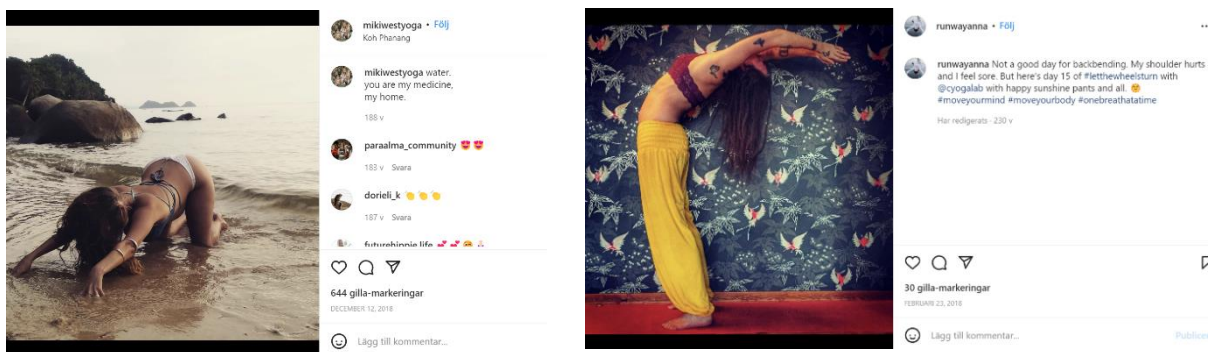 mikiwestyoga • Följ
Koh Phanang
mikiwestyoga water.
you are my medicine,
my home.
188 v
paraalma_community 😍 😍
183 v Svara
dorieli_k 👏 👏 👏
187 v Svara
futurehippie.life
644 gilla-markeringar
DECEMBER 12, 2018
Lägg till kommentar...
runwayanna • Följ
runwayanna Not a good day for backbending. My shoulder hurts
and I feel sore. But here's day 15 of #letthewheelsturn with
@cyogalab with happy sunshine pants and all.
#moveyourmind #moveyourbody #onebreathatatime
Har redigerats · 230 v
30 gilla-markeringar
FEBRUARI 23, 2018
Lägg till kommentar...